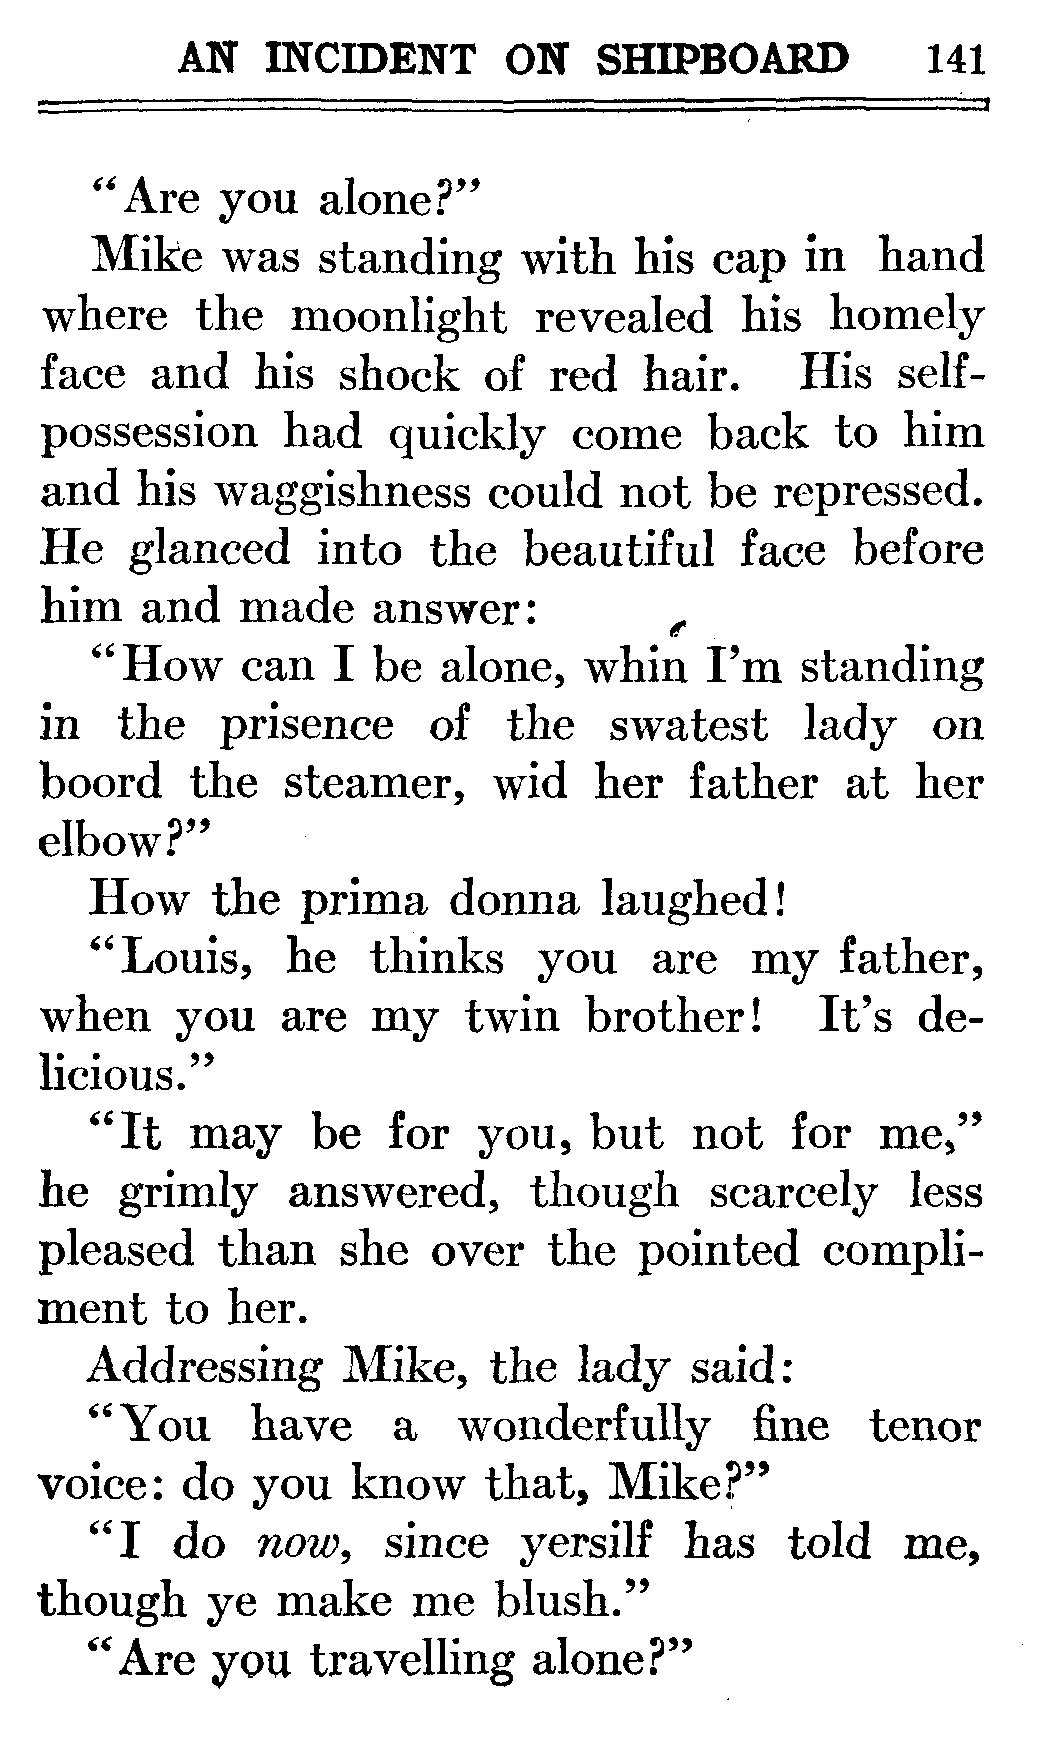 AN INCIDENT ON SHIPBOARD 141
“Are you alone?”
Mike was standing with his cap in hand
where the moonlight revealed his homely
face and his shock of red hair. His self-
possession had quickly come back to him
and his waggishness could not be repressed.
He glanced into the beautiful face before
him and made answer:
“How can I be alone, whin I’m standing
in the prisence of the swatest lady on
boord the steamer, wid her father at her
elbow?”
How the prima donna laughed!
“Louis, he thinks you are my father,
when you are my twin brother! It’s de-
licious.”
“It may be for you, but not for me,”
he grimly answered, though scarcely less
pleased than she over the pointed compli-
ment to her.
Addressing Mike, the lady said:
“You have a wonderfully fine tenor
voice: do you know that, Mike?”
“I do now, since yersilf has told me,
though ye make me blush.”
“Are you travelling alone?”